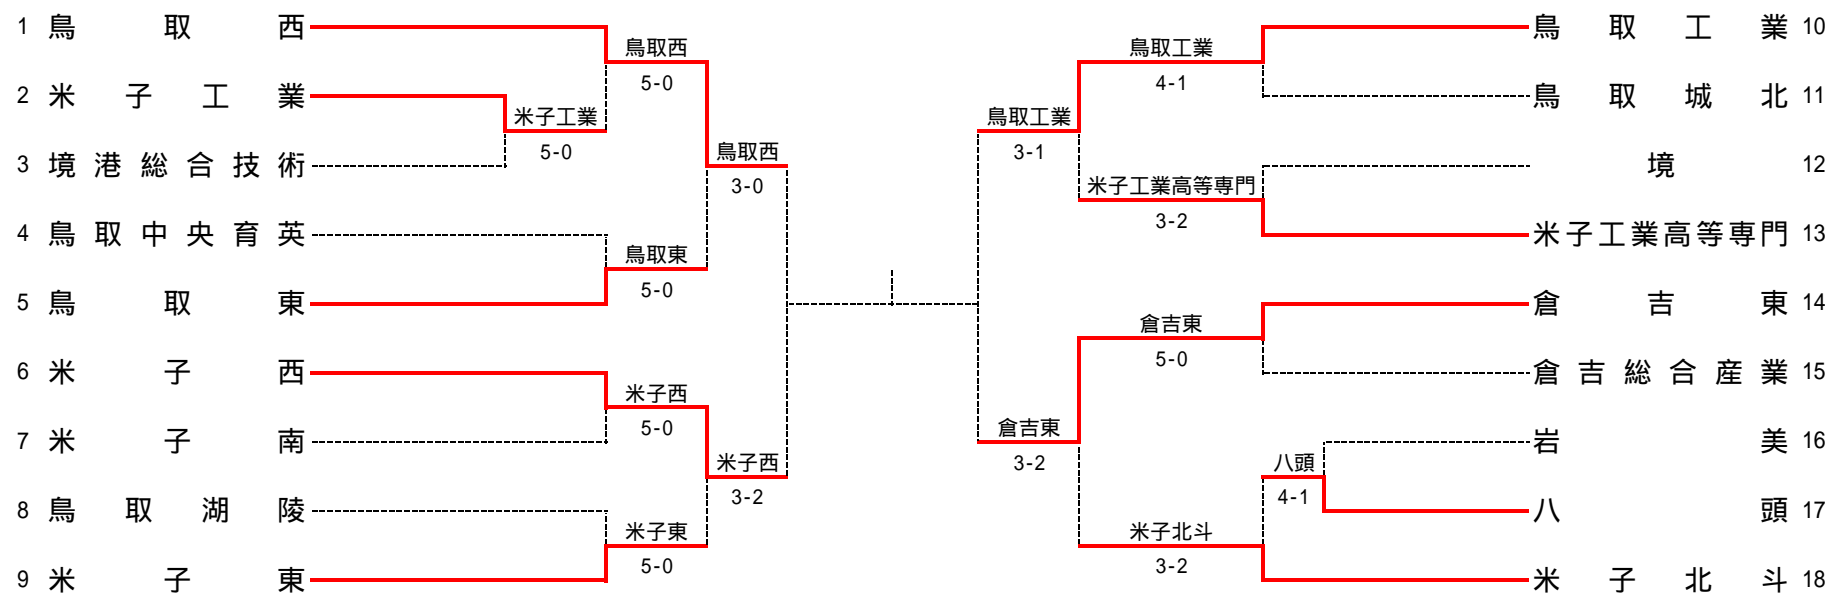 1 鳥取西
2 米子工業
3 境港総合技術
4 鳥取中央育英
5 鳥取東
6 米子西
7 米子南
8 鳥取湖陵
9 米子東
米子工業
5-0
鳥取西
5-0
鳥取東
5-0
米子西
5-0
米子東
5-0
鳥取西
3-0
米子西
3-2
鳥取工業
3-1
倉吉東
3-2
鳥取工業
4-1
米子工業高等専門
3-2
倉吉東
5-0
米子北斗
3-2
八頭
4-1
鳥取工業 10
鳥取城北 11
境 12
米子工業高等専門 13
倉吉東 14
倉吉総合産業 15
岩美 16
八頭 17
米子北斗 18